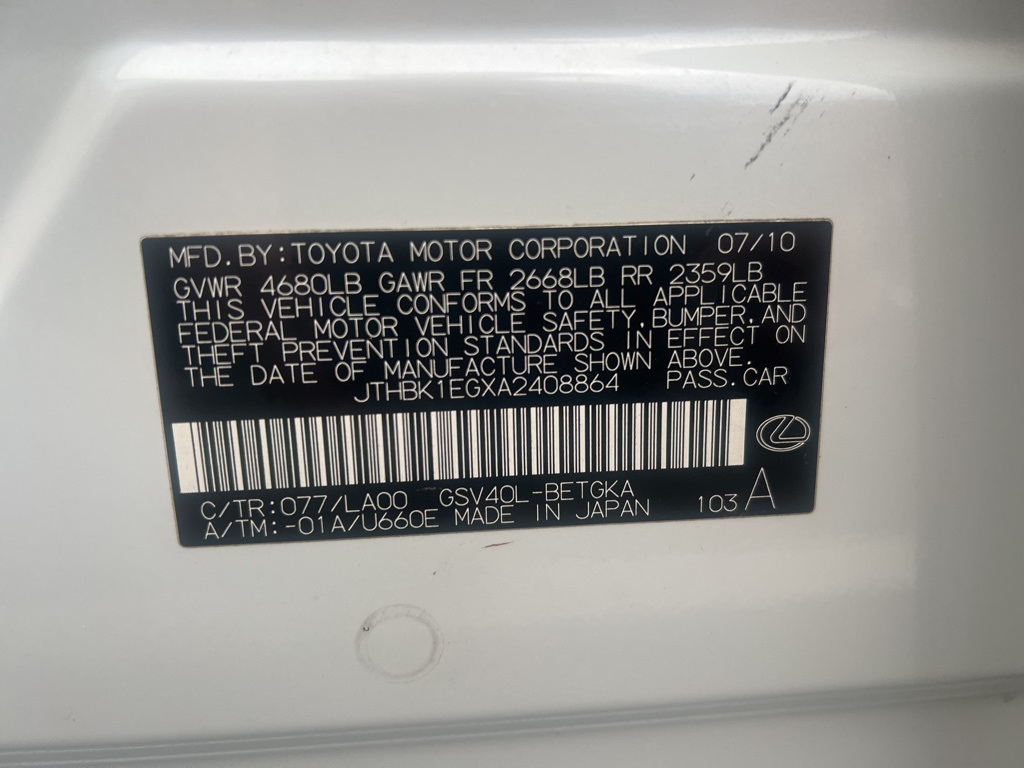 MFD.BY:TOYOTA MOTOR CORPORATION 07/10
GVWR 4680LB GAWR FR 2668LB RR 2359LB
THIS VEHICLE CONFORMS TO ALL APPLICABLE
FEDERAL MOTOR VEHICLE SAFETY,BUMPER,AND
THEFT PREVENTION STANDARDS IN EFFECT ON
THE DATE OF MANUFACTURE SHOWN ABOVE.
JTHBK1EGXA2408864 PASS.CAR
C/TR:077/LA00 GSV40L-BETGKA
A/TM:-01A/U660E MADE IN JAPAN 103 A